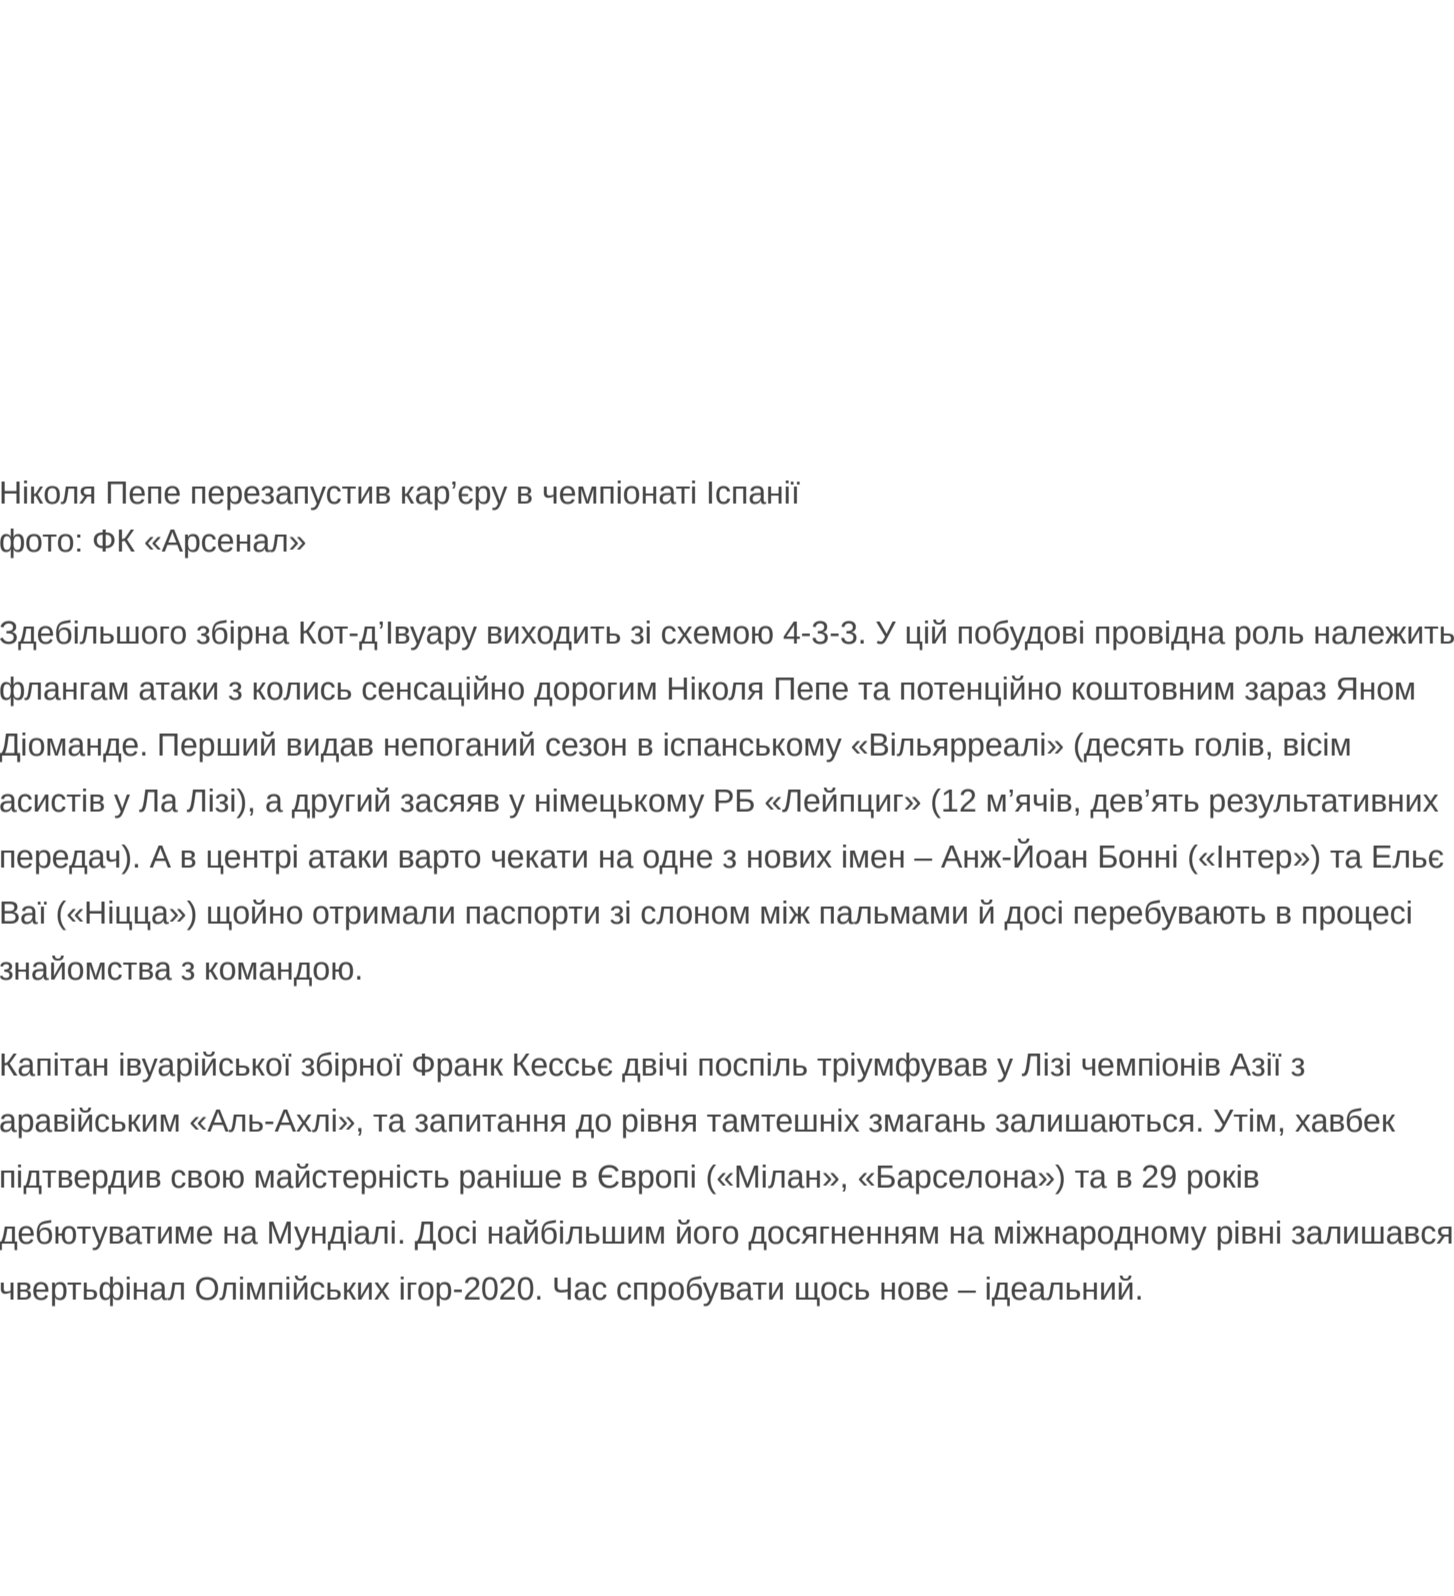 Ніколя Пепе перезапустив кар’єру в чемпіонаті Іспанії
фото: ФК «Арсенал»
Здебільшого збірна Кот-д’Івуару виходить зі схемою 4-3-3. У цій побудові провідна роль належить
флангам атаки з колись сенсаційно дорогим Ніколя Пепе та потенційно коштовним зараз Яном
Діоманде. Перший видав непоганий сезон в іспанському «Вільярреалі» (десять голів, вісім
асистів у Ла Лізі), а другий засяяв у німецькому РБ «Лейпциг» (12 м’ячів, дев’ять результативних
передач). А в центрі атаки варто чекати на одне з нових імен – Анж-Йоан Бонні («Інтер») та Ельє
Ваї («Ніцца») щойно отримали паспорти зі слоном між пальмами й досі перебувають в процесі
знайомства з командою.
Капітан івуарійської збірної Франк Кессьє двічі поспіль тріумфував у Лізі чемпіонів Азії з
аравійським «Аль-Ахлі», та запитання до рівня тамтешніх змагань залишаються. Утім, хавбек
підтвердив свою майстерність раніше в Європі («Мілан», «Барселона») та в 29 років
дебютуватиме на Мундіалі. Досі найбільшим його досягненням на міжнародному рівні залишався
чвертьфінал Олімпійських ігор-2020. Час спробувати щось нове – ідеальний.